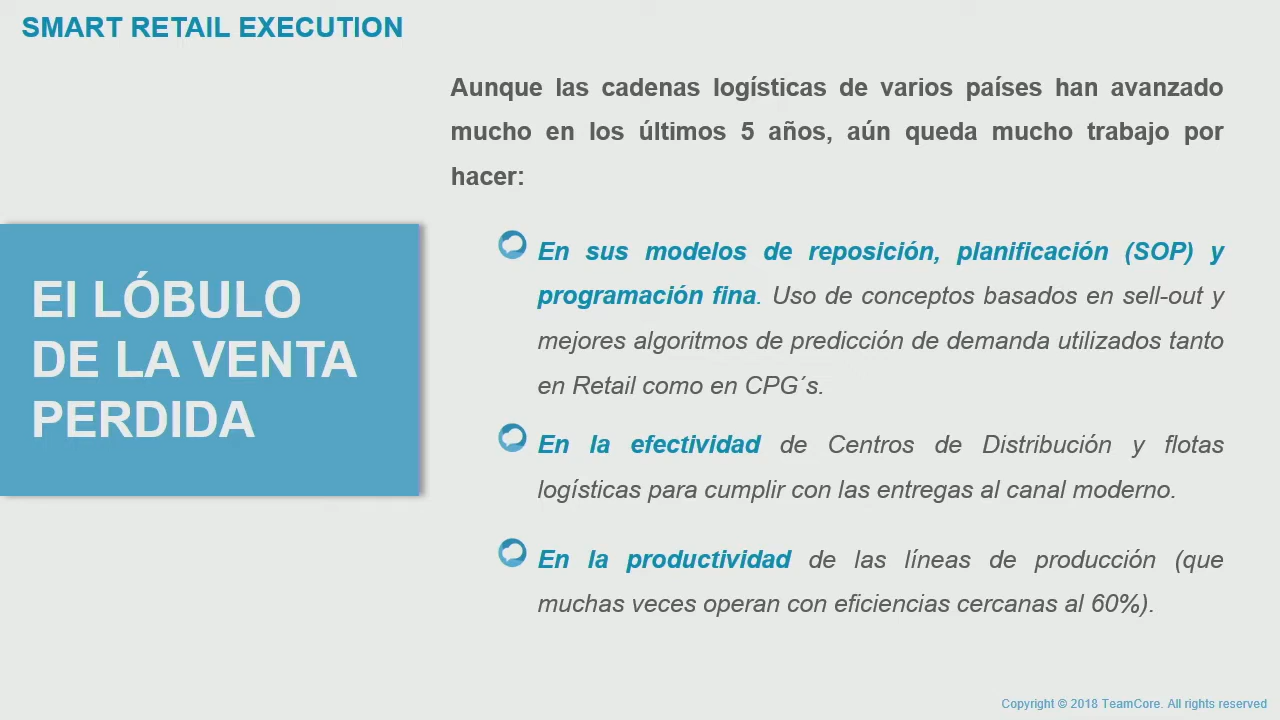 SMART RETAIL EXECUTION
Aunque las cadenas logísticas de varios países han avanzado
mucho en los últimos 5 años, aún queda mucho trabajo por
hacer:
El LÓBULO
DE LA VENTA
PERDIDA
En sus modelos de reposición, planificación (SOP) y
programación fina. Uso de conceptos basados en sell-out y
mejores algoritmos de predicción de demanda utilizados tanto
en Retail como en CPG´s.
En la efectividad de Centros de Distribución y flotas
logísticas para cumplir con las entregas al canal moderno.
En la productividad de las líneas de producción (que
muchas veces operan con eficiencias cercanas al 60%).
Copyright © 2018 TeamCore. All rights reserved